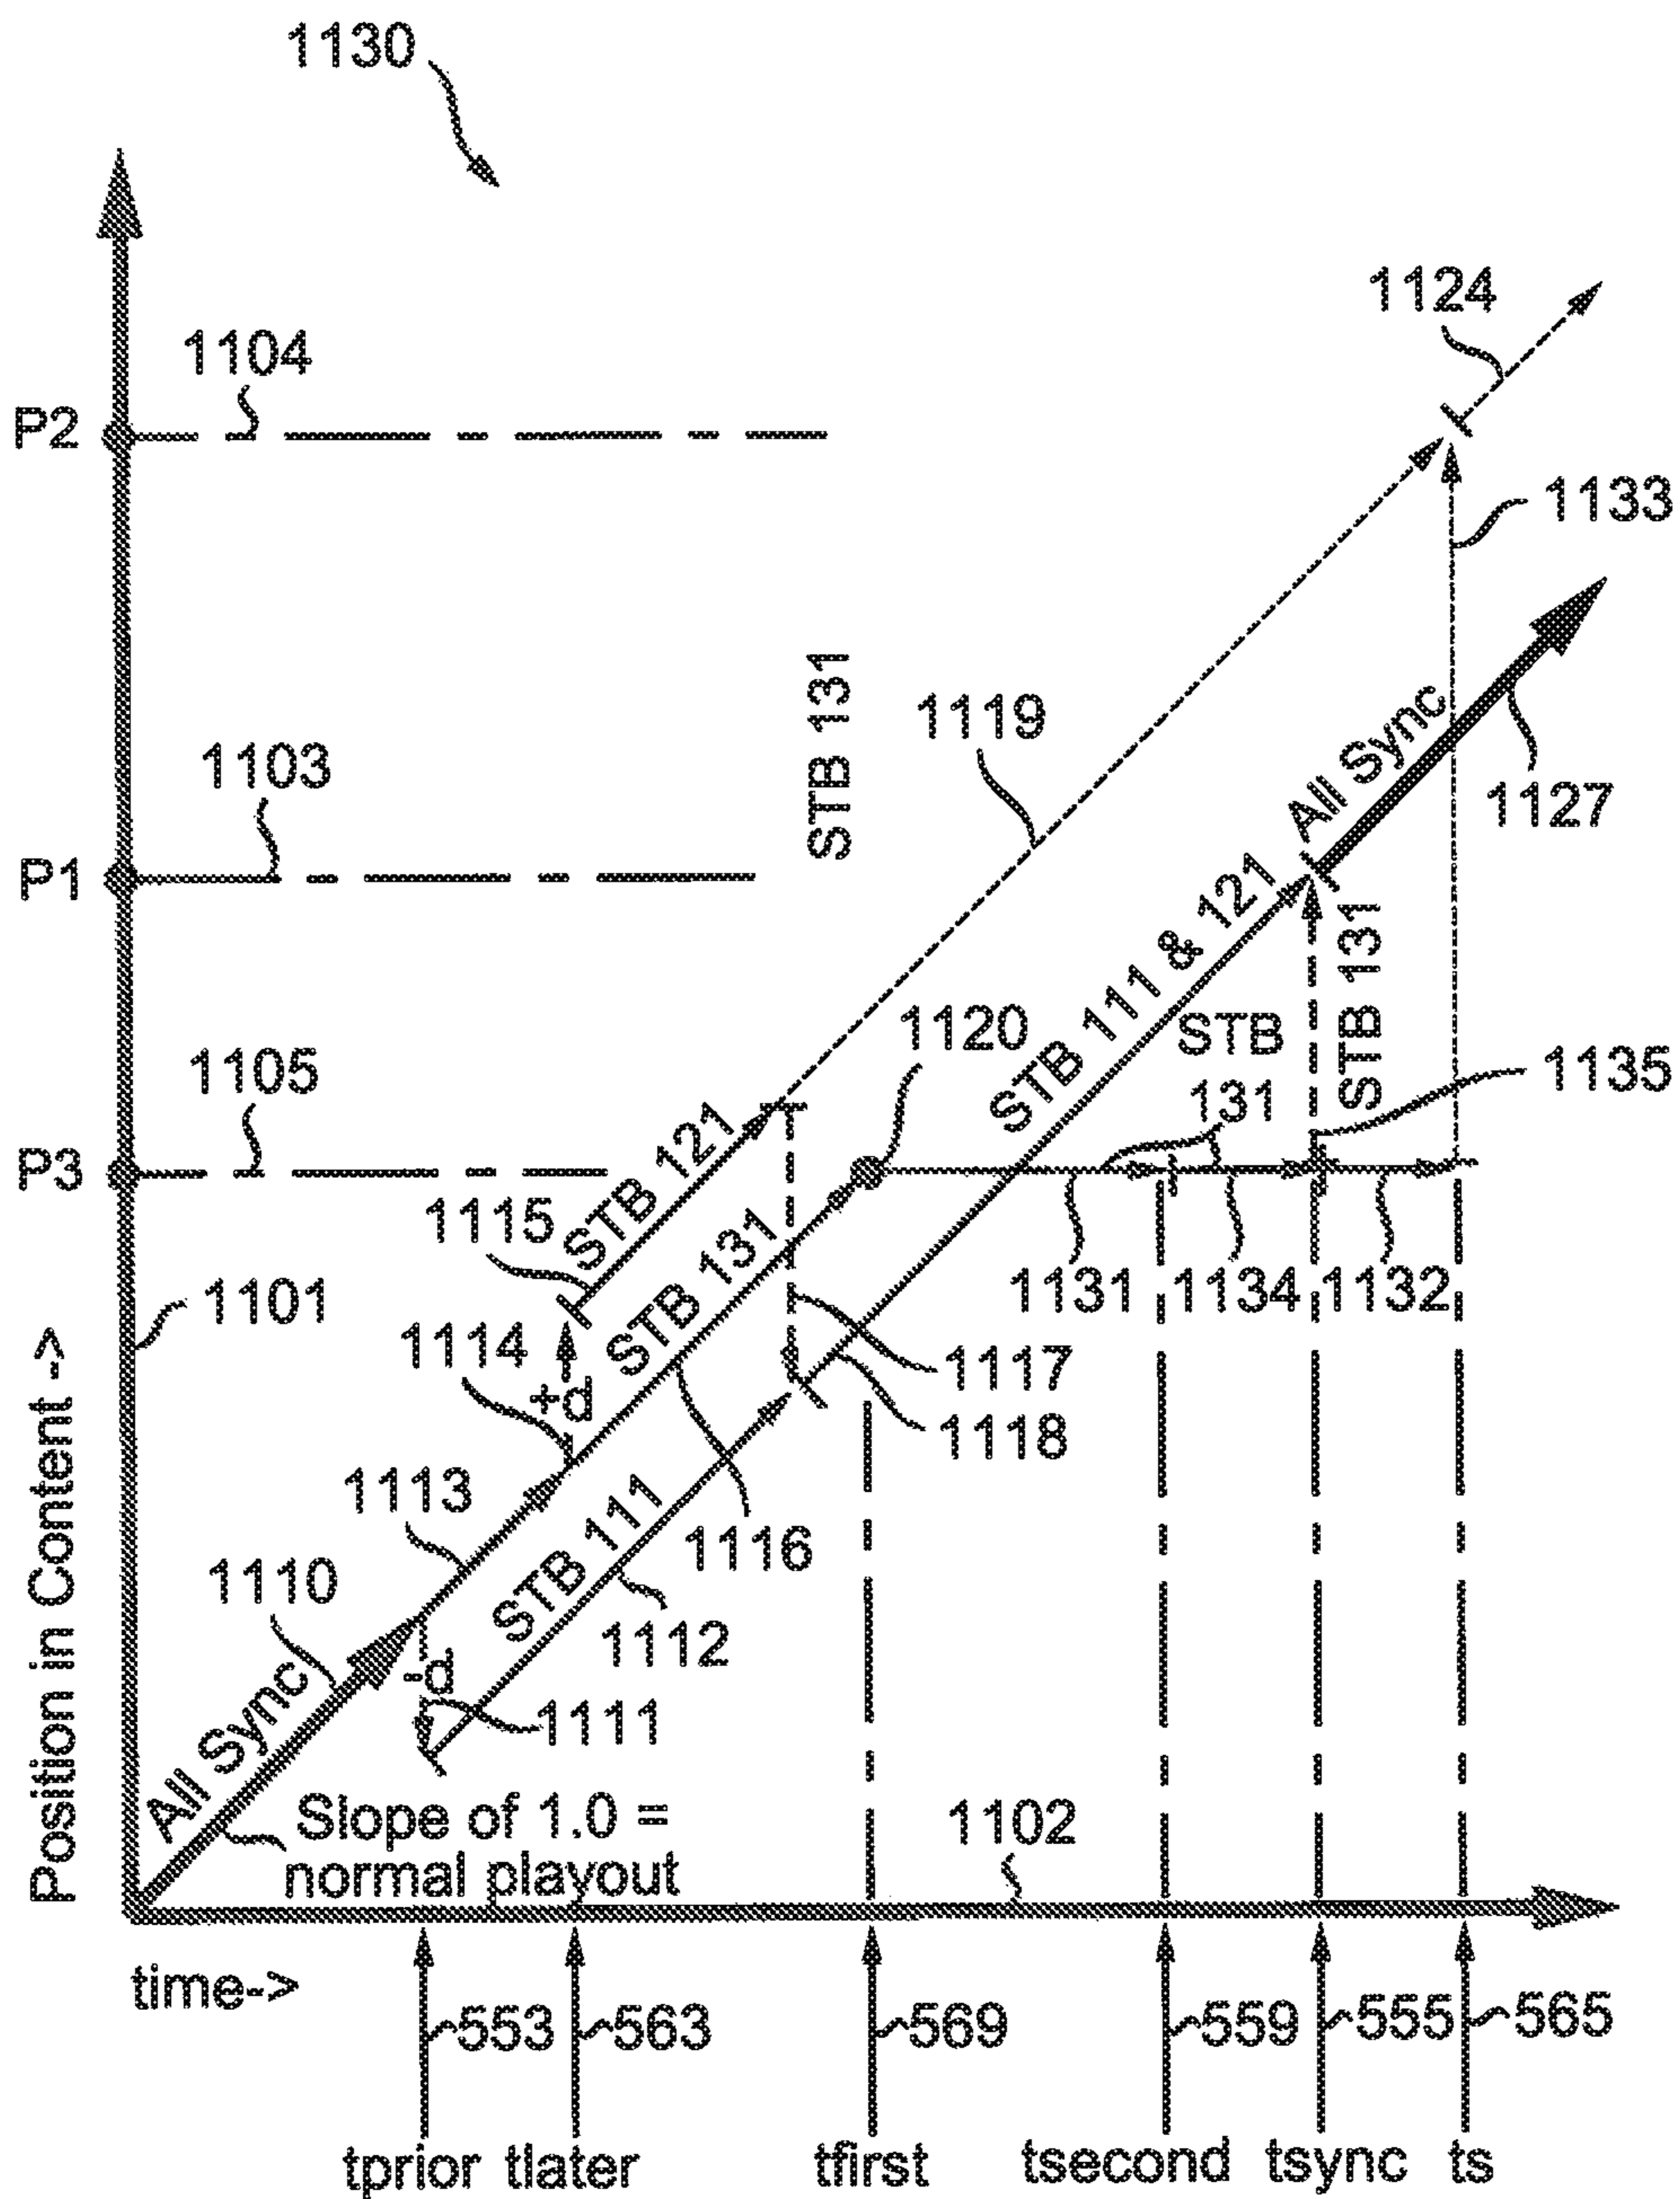 1130
1124
P2
1104
1133
STB 131
1119
All Sync
1127
P1
1103
STB 111 & 121
STB 131
1120
STB
131
1135
P3
1105
STB 121
1115
STB 131
1131
1134
1132
1101
1114
+d
1117
1118
1113
STB 111
1116
1110
1112
-d
1111
All Sync
Position in Content ->
Slope of 1.0 =
normal playout
1102
time->
553
563
569
559
555
565
tprior
tlater
tfirst
tsecond
tsync
ts